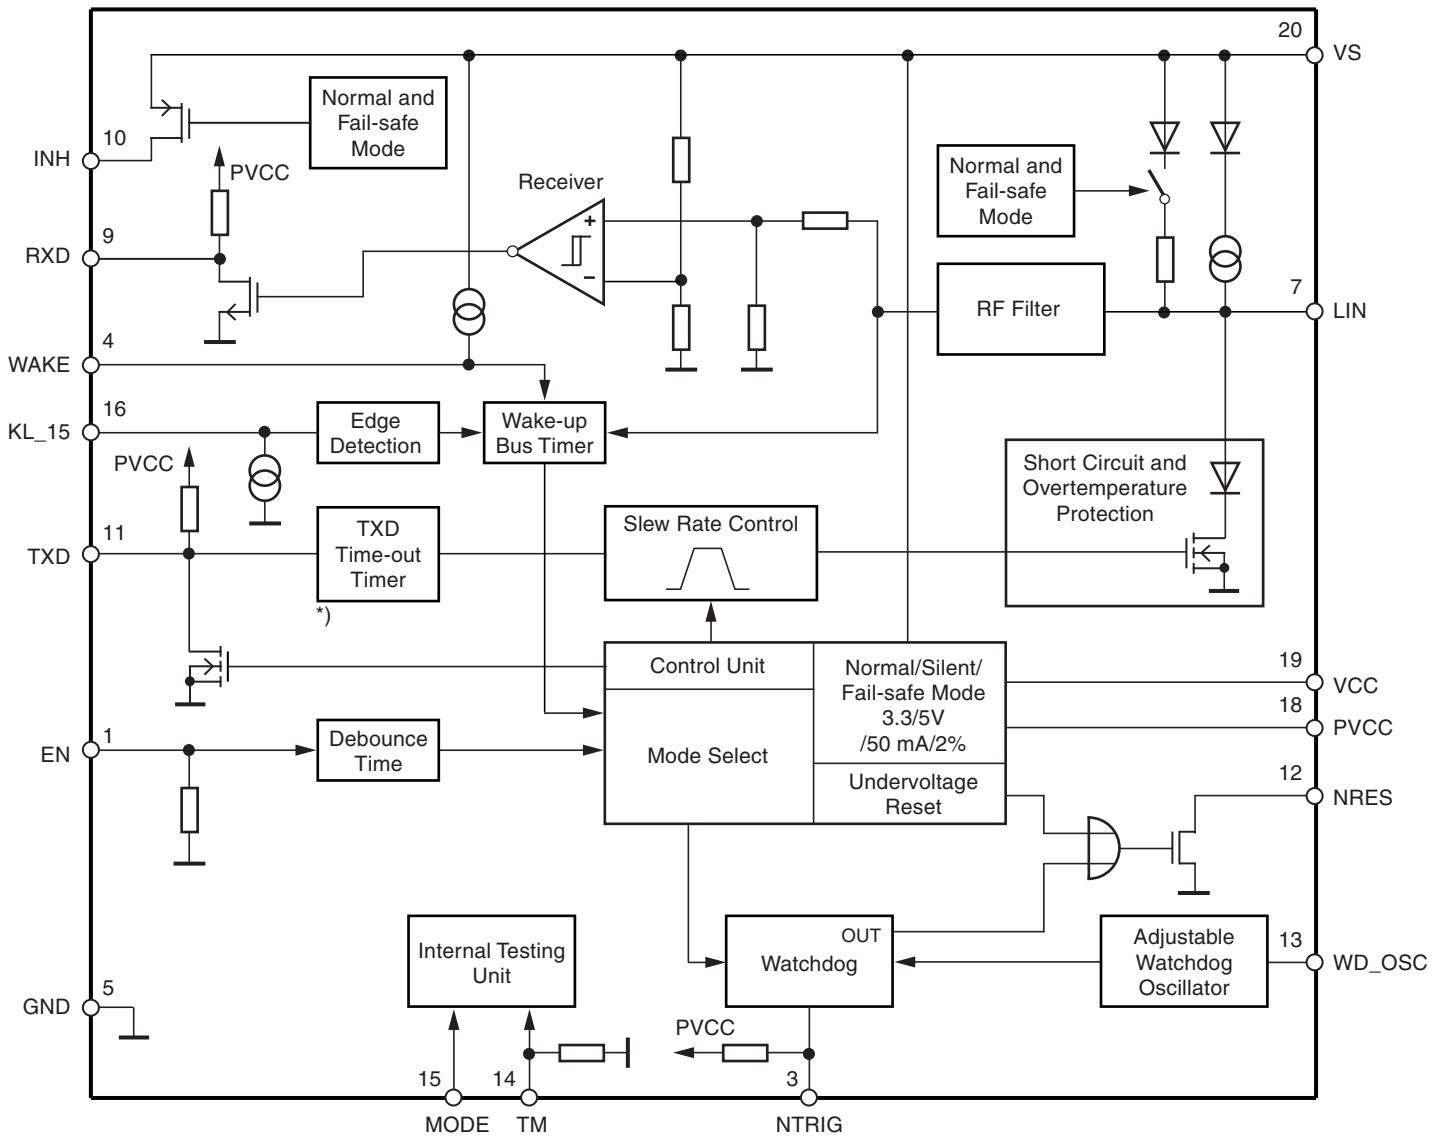 20
VS
Normal and
Fail-safe
Mode
10
INH
PVCC
Receiver
+
−
Normal and
Fail-safe
Mode
9
RXD
RF Filter
7
LIN
4
WAKE
16
KL_15
Edge
Detection
Wake-up
Bus Timer
PVCC
Short Circuit and
Overtemperature
Protection
11
TXD
TXD
Time-out
Timer
*)
Slew Rate Control
Control Unit
Normal/Silent/
Fail-safe Mode
3.3/5V
/50 mA/2%
19
VCC
18
PVCC
1
EN
Debounce
Time
Mode Select
Undervoltage
Reset
12
NRES
Internal Testing
Unit
OUT
Watchdog
Adjustable
Watchdog
Oscillator
13
WD_OSC
5
GND
PVCC
15
14
3
MODE
TM
NTRIG